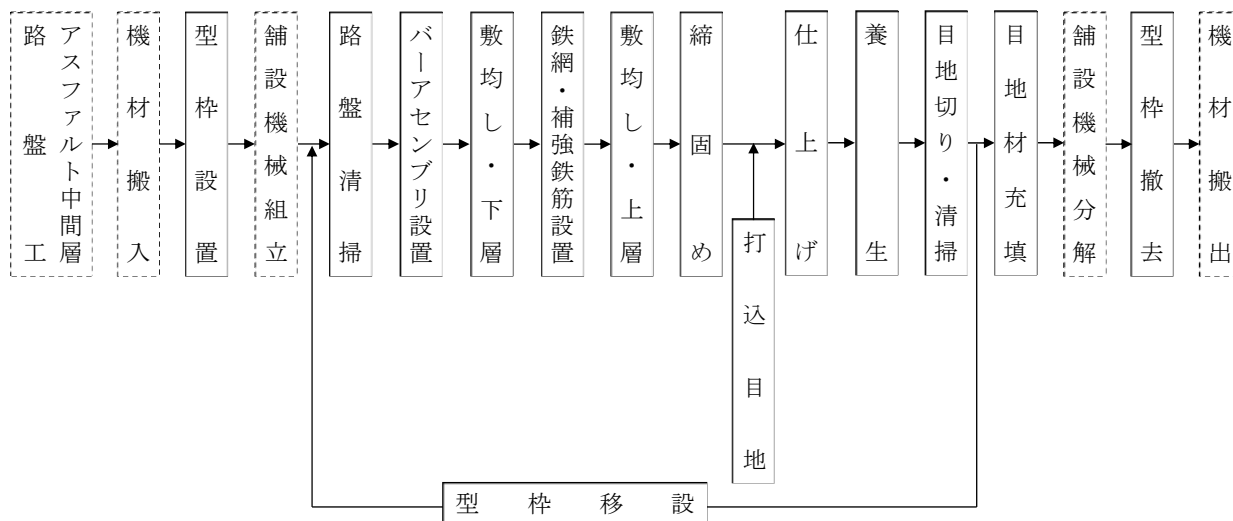 路盤工
アスファルト中間層
機材搬入
型枠設置
舗設機械組立
路盤清掃
バーアセンブリ設置
敷均し・下層
鉄網・補強鉄筋設置
敷均し・上層
締固め
打込目地
仕上げ
養生
目地切り・清掃
目地材充填
舗設機械分解
型枠撤去
機材搬出
型枠移設